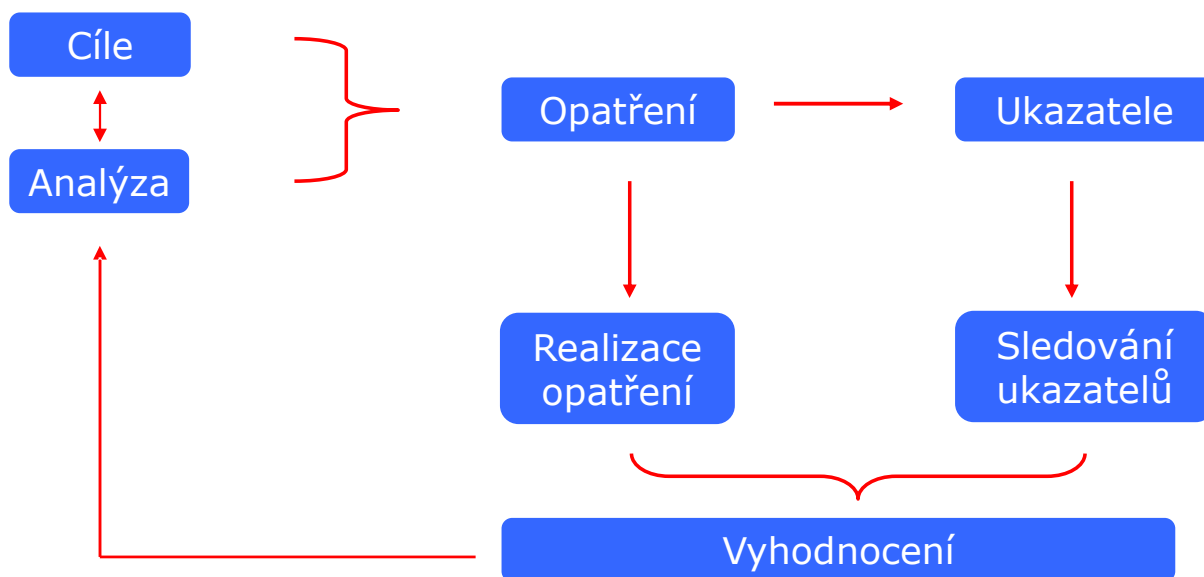 Cíle
Analýza
Opatření
Ukazatele
Realizace
opatření
Sledování
ukazatelů
Vyhodnocení